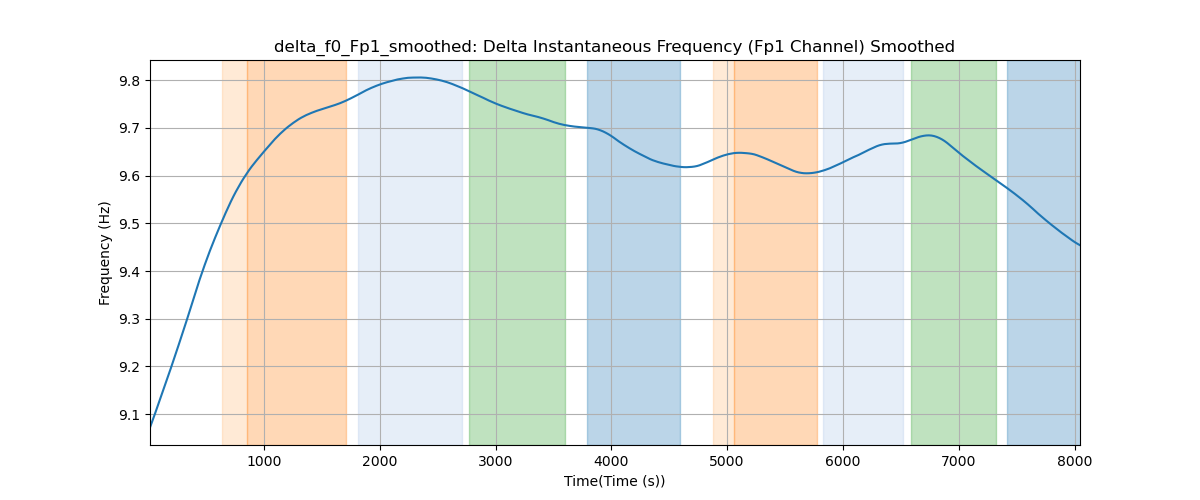 delta_f0_Fp1_smoothed: Delta Instantaneous Frequency (Fp1 Channel) Smoothed
Frequency (Hz)
9.8
9.7
9.6
9.5
9.4
9.3
9.2
9.1
1000 2000 3000 4000 5000 6000 7000 8000
Time(Time (s))